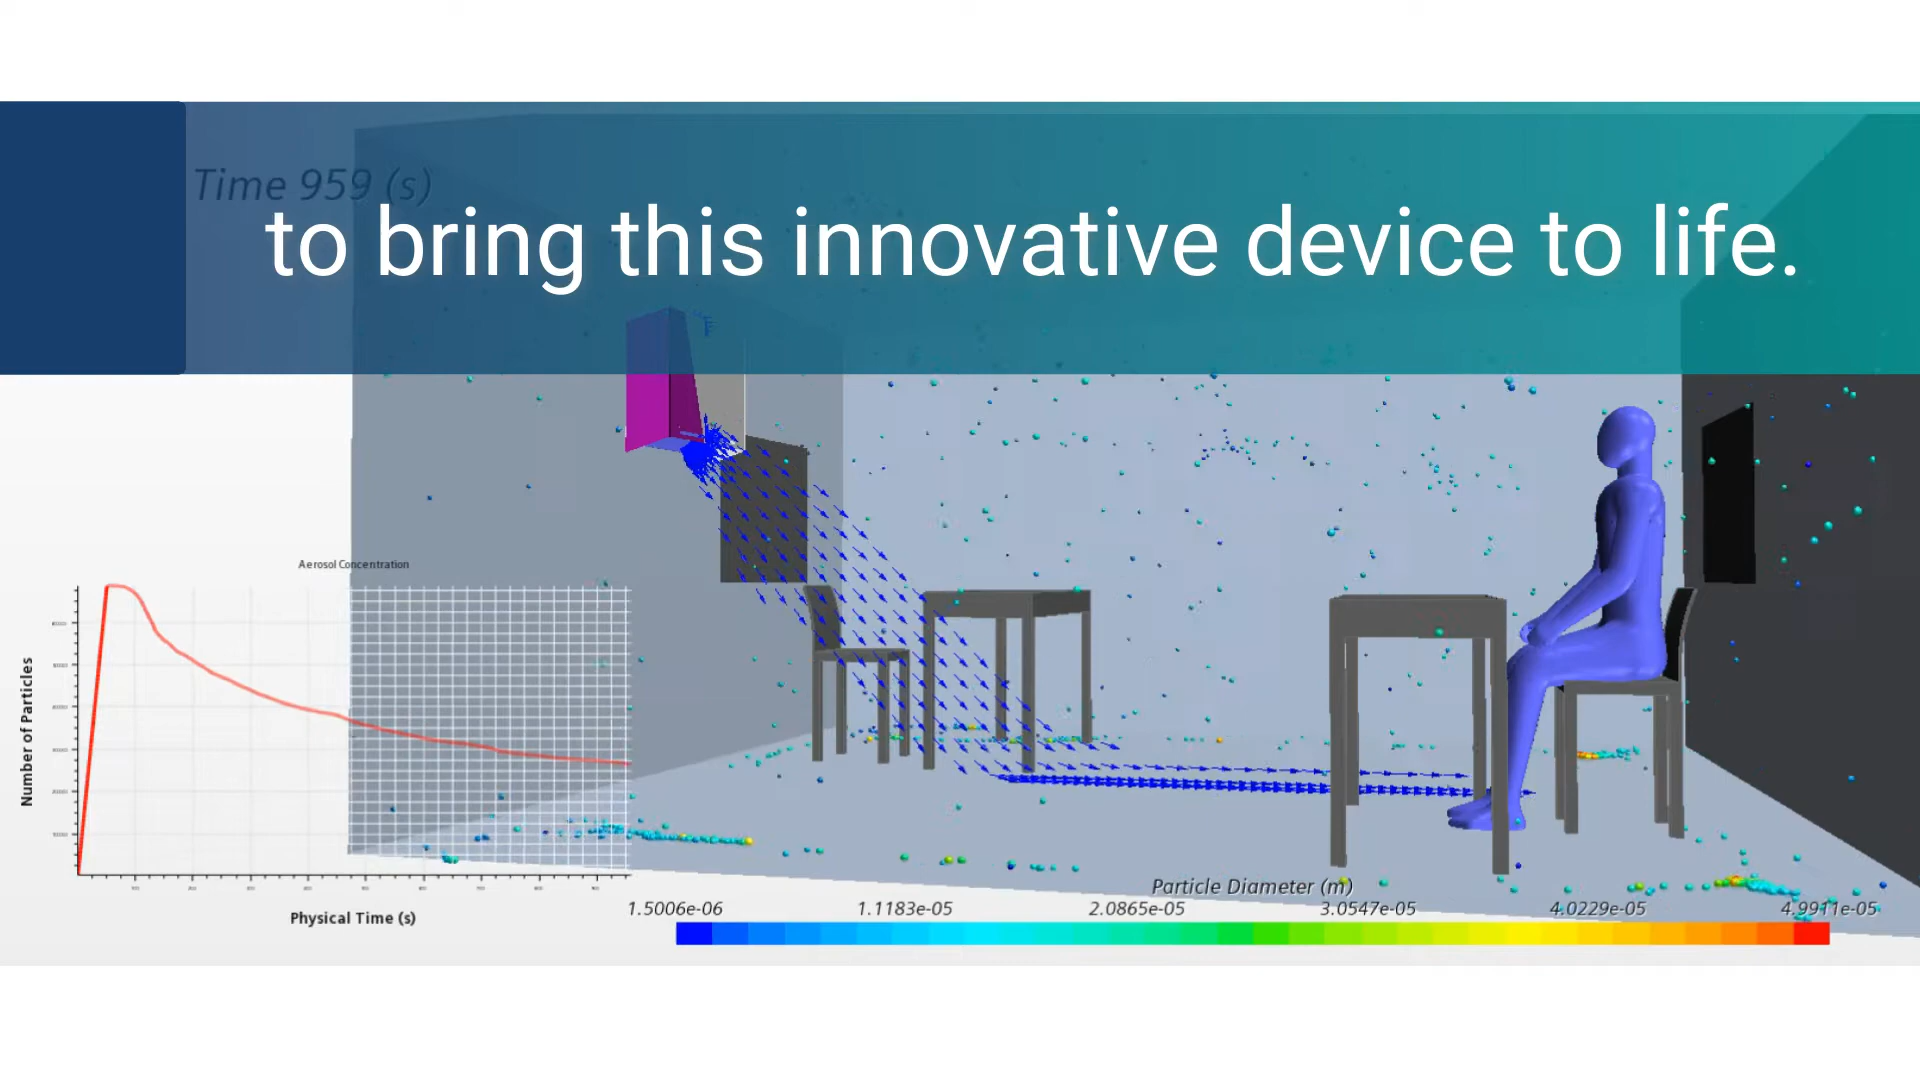 Time 959 (s)
to bring this innovative device to life.
Aerosol Concentration
Number of Particles
Physical Time (s)
Particle Diameter (m)
1.5006e-06 1.1183e-05 2.0865e-05 3.0547e-05 4.0229e-05 4.9911e-05